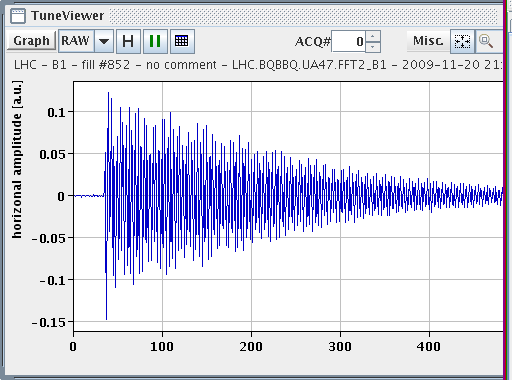 TuneViewer
Graph RAW H ACQ# 0 Misc.
LHC - B1 - fill #852 - no comment - LHC.BQBBQ.UA47.FFT2_B1 - 2009-11-20 21:
horizonal amplitude [a.u.]
0.1
0.05
0
-0.05
-0.1
-0.15
0 100 200 300 400